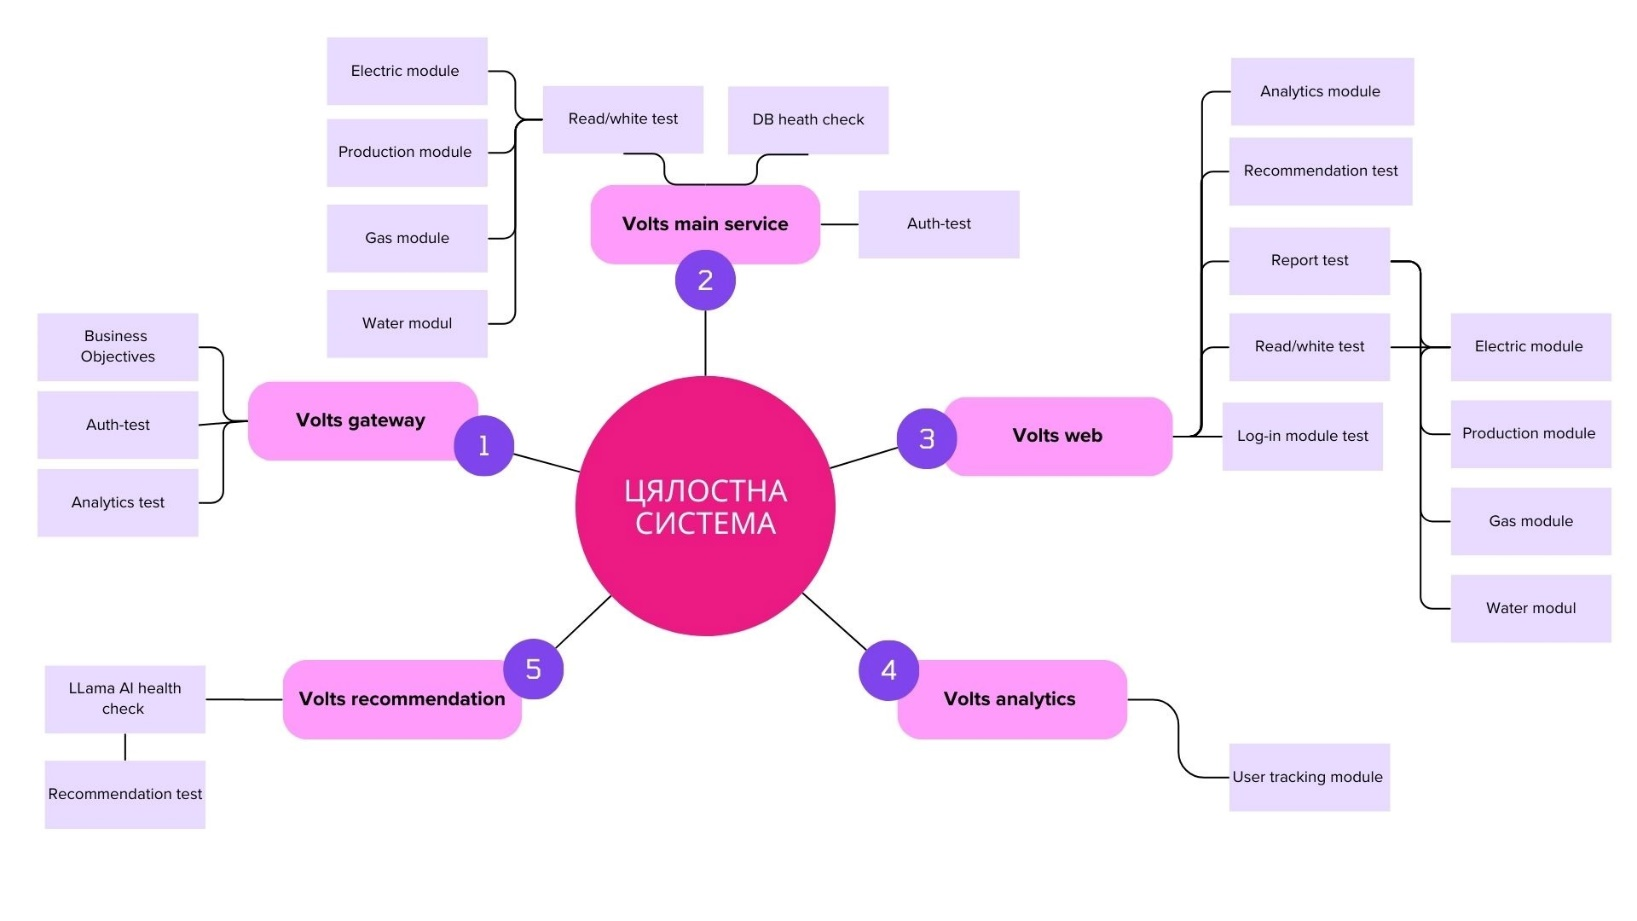 Electric module
Production module
Gas module
Water modul
Read/white test
DB heath check
Volts main service
2
Auth-test
Business
Objectives
Auth-test
Analytics test
Volts gateway
1
ЦЯЛОСТНА
СИСТЕМА
3
Volts web
Analytics module
Recommendation test
Report test
Read/white test
Log-in module test
Electric module
Production module
Gas module
Water modul
LLama AI health
check
Recommendation test
Volts recommendation
5
4
Volts analytics
User tracking module